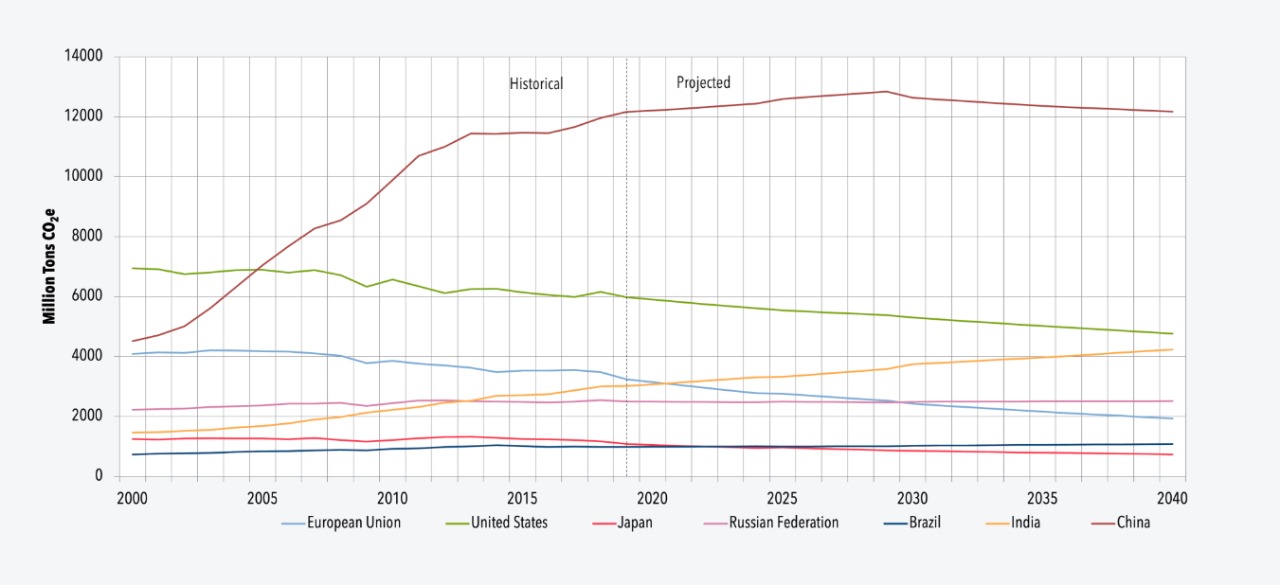 14000
Historical
Projected
12000
10000
8000
6000
4000
2000
0
Million Tons CO₂e
2000 2005 2010 2015 2020 2025 2030 2035 2040
European Union United States Japan Russian Federation Brazil India China